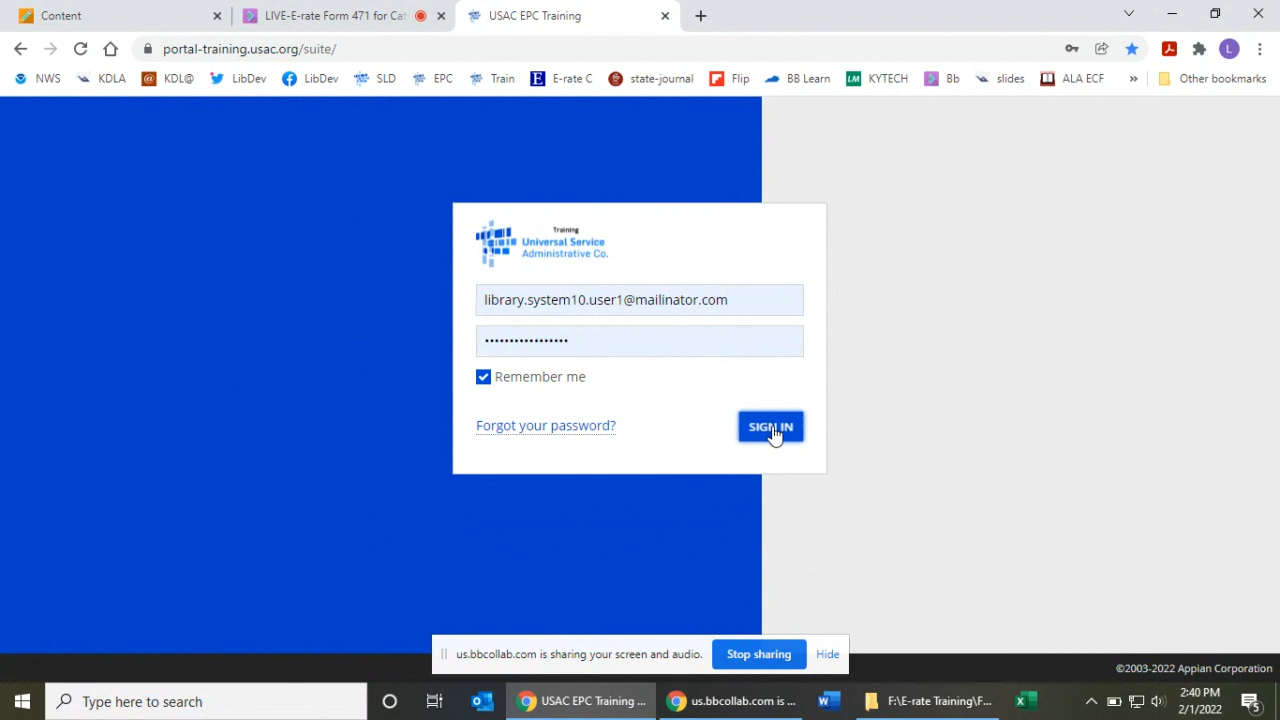 Content
LIVE-E-rate Form 471 for Cat
USAC EPC Training
portal-training.usac.org/suite/
L
NWS
KDLA
KDL@
LibDev
LibDev
SLD
EPC
Train
E-rate C
state-journal
Flip
BB Learn
LM KYTECH
Bb
slides
ALA ECF
»
Other bookmarks
Training
Universal Service
Administrative Co.
library.system10.user1@mailinator.com
•••••••••••••••••
Remember me
Forgot your password?
SIGN IN
us.bbcollab.com is sharing your screen and audio.
Stop sharing
Hide
©2003-2022 Appian Corporation
Type here to search
USAC EPC Training ...
us.bbcollab.com is ...
F:\E-rate Training\F...
2:40 PM
2/1/2022
5